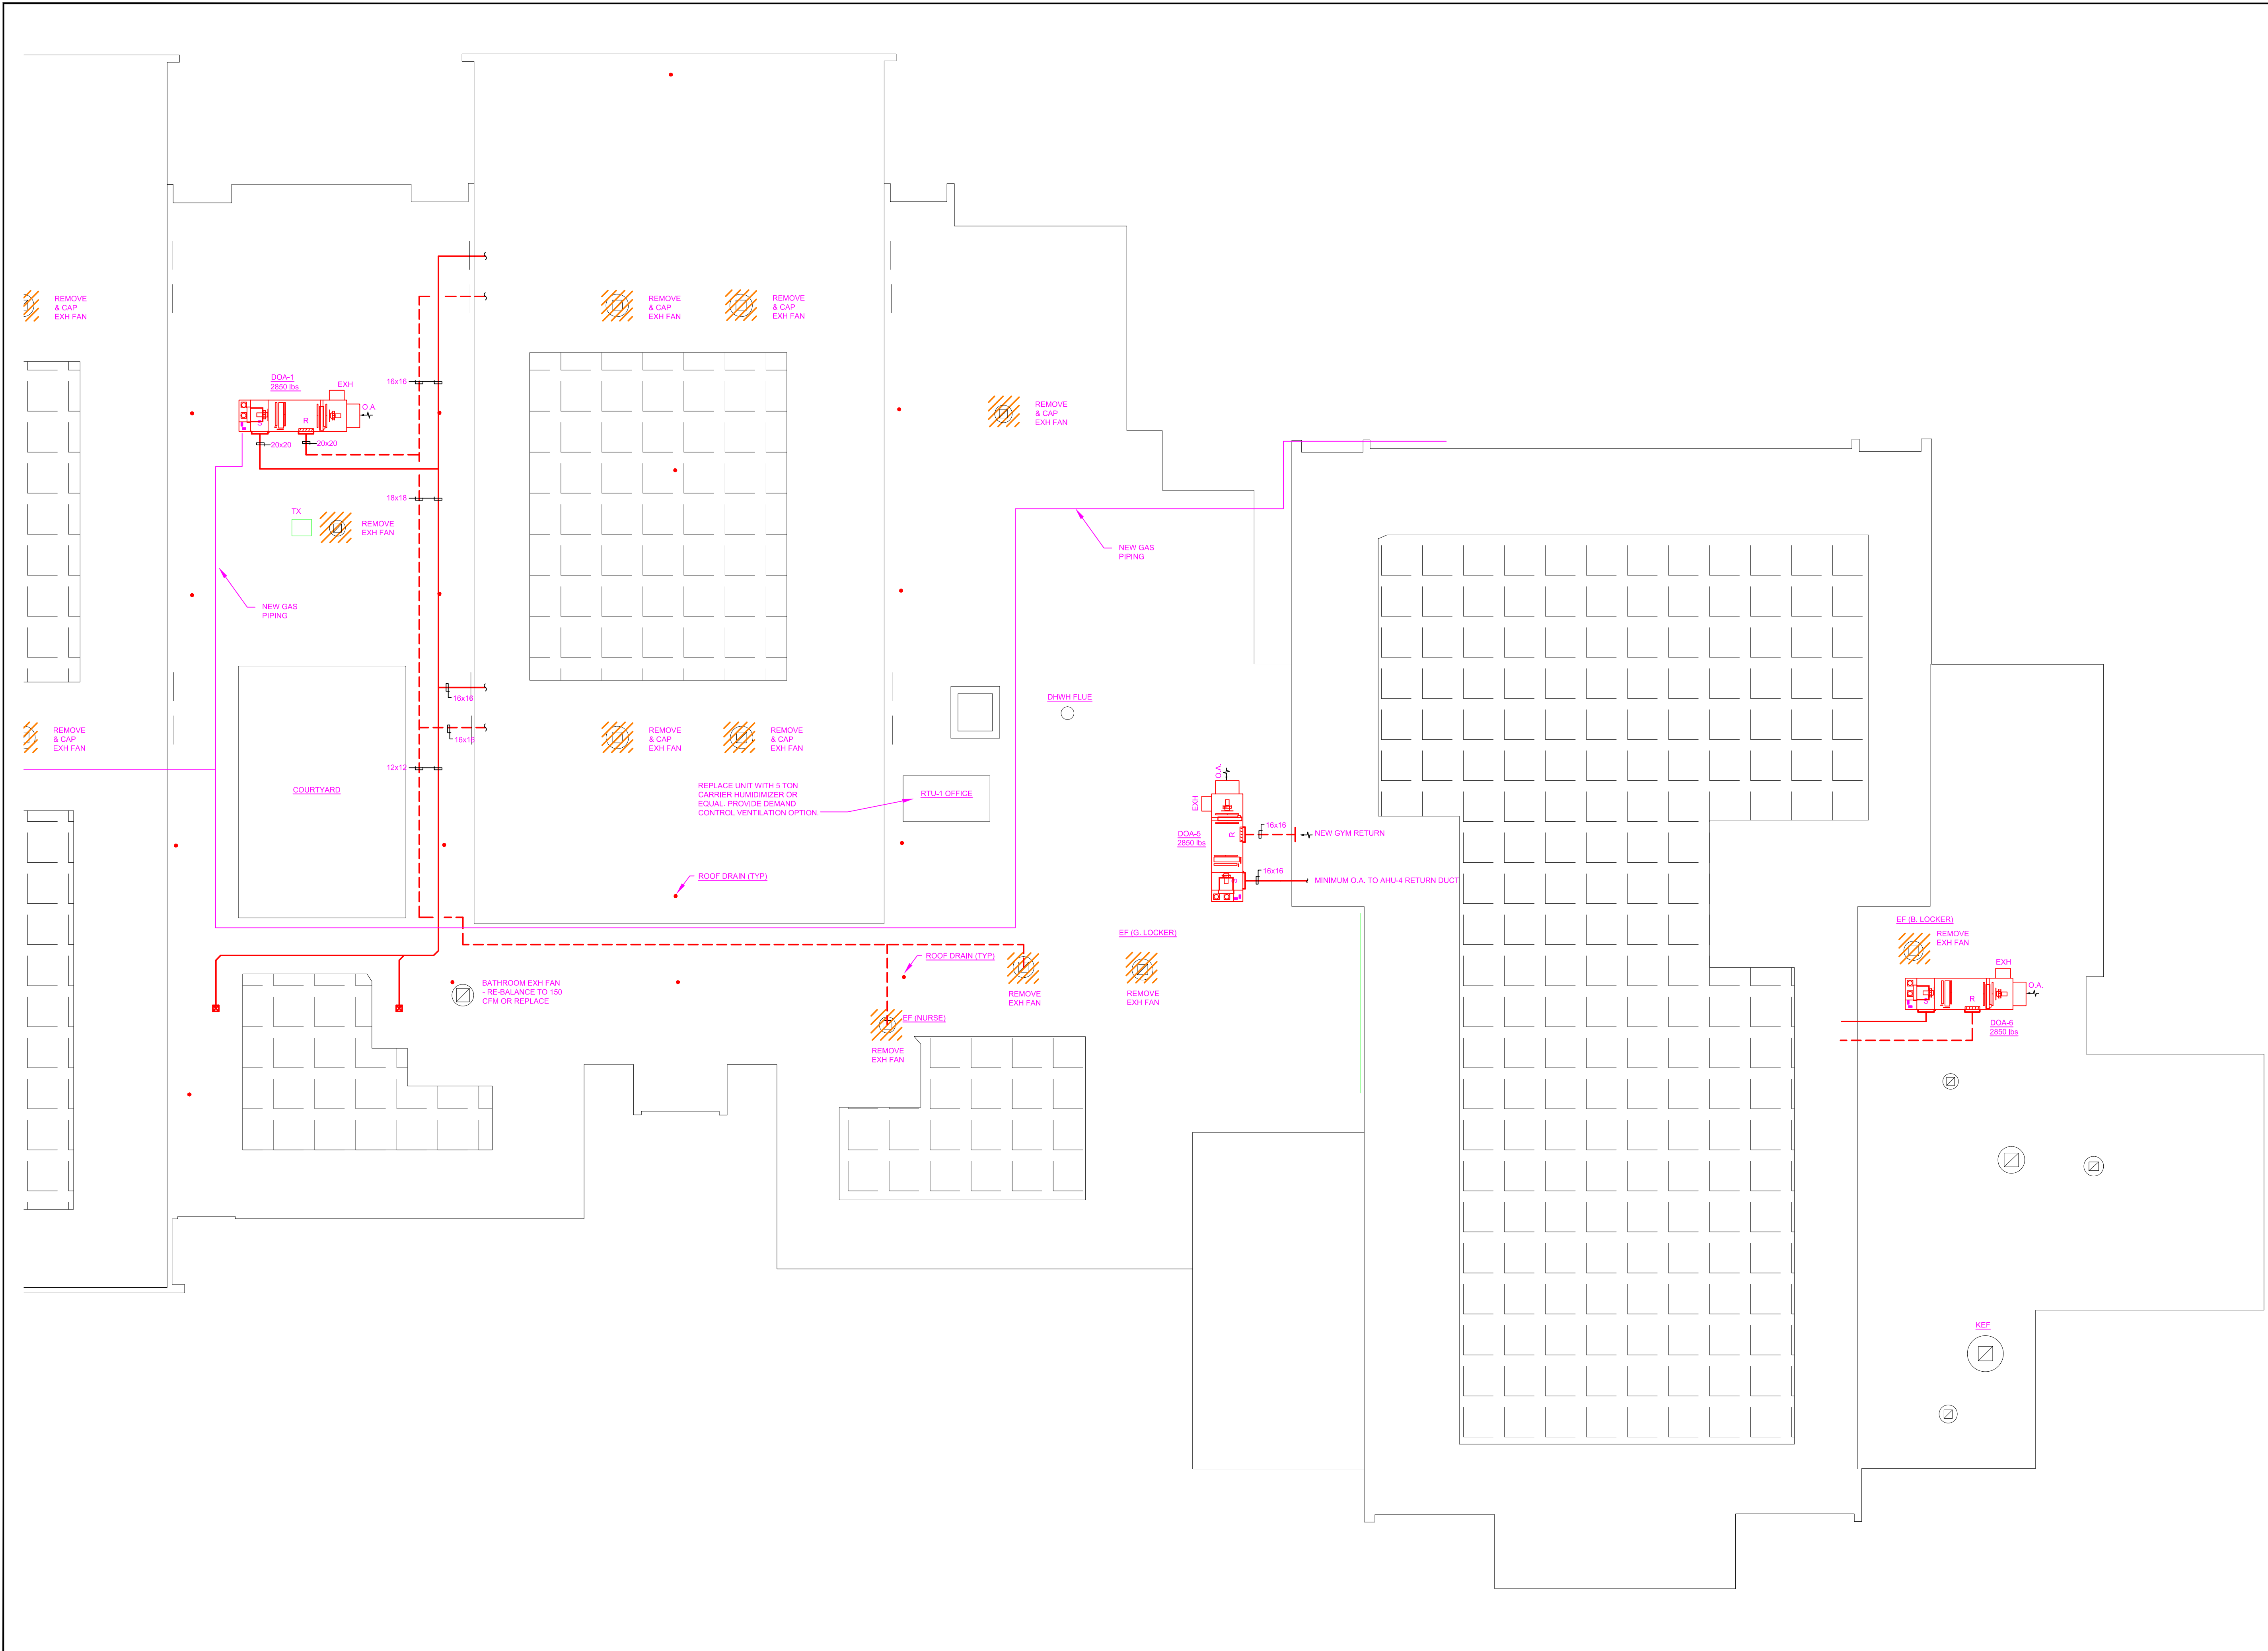 REMOVE
& CAP
EXH FAN
REMOVE
& CAP
EXH FAN
REMOVE
& CAP
EXH FAN
DOA-1
2850 lbs
EXH
O.A.
S
R
20x20
20x20
16x16
REMOVE
& CAP
EXH FAN
18x18
TX
REMOVE
EXH FAN
NEW GAS
PIPING
NEW GAS
PIPING
16x16
16x16
12x12
DHWH FLUE
REMOVE
& CAP
EXH FAN
REMOVE
& CAP
EXH FAN
REMOVE
& CAP
EXH FAN
COURTYARD
REPLACE UNIT WITH 5 TON
CARRIER HUMIDIMIZER OR
EQUAL. PROVIDE DEMAND
CONTROL VENTILATION OPTION.
RTU-1 OFFICE
O.A.
EXH
DOA-5
2850 lbs
R
S
16x16
NEW GYM RETURN
16x16
MINIMUM O.A. TO AHU-4 RETURN DUCT
ROOF DRAIN (TYP)
EF (G. LOCKER)
REMOVE
EXH FAN
EF (B. LOCKER)
REMOVE
EXH FAN
ROOF DRAIN (TYP)
REMOVE
EXH FAN
BATHROOM EXH FAN
- RE-BALANCE TO 150
CFM OR REPLACE
EF (NURSE)
REMOVE
EXH FAN
EXH
O.A.
S
R
DOA-6
2850 lbs
KEF